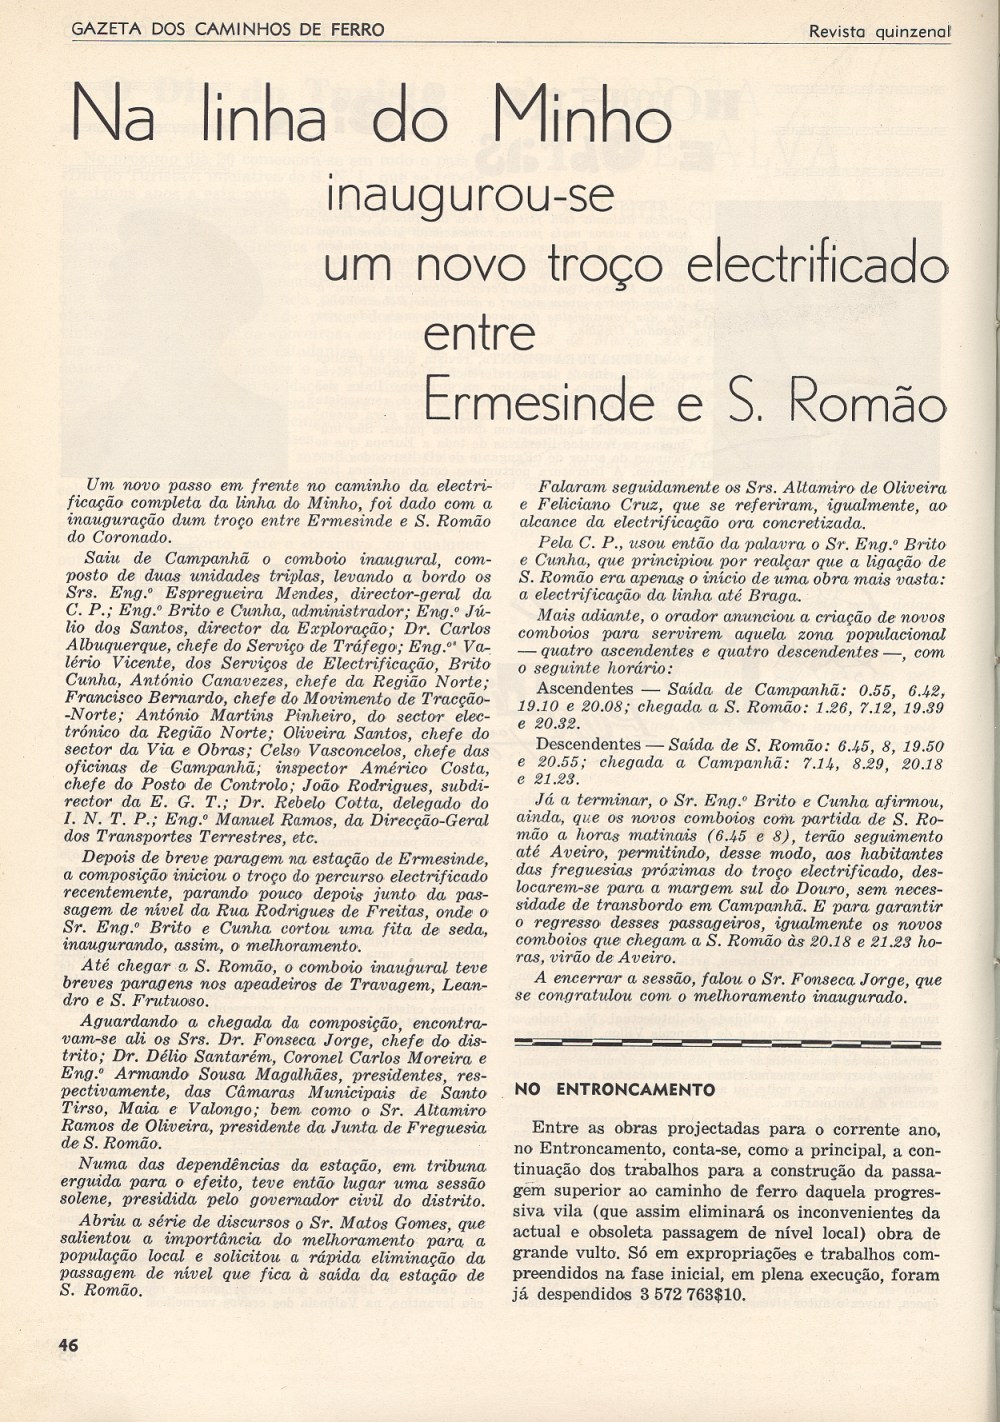 GAZETA DOS CAMINHOS DE FERRO
Revista quinzenal
Na linha do Minho
inaugurou-se
um novo troço electrificado
entre
Ermesinde e S. Romão
Um novo passo em frente no caminho da electri-
ficação completa da linha do Minho, foi dado com a
inauguração dum troço entre Ermesinde e S. Romão
do Coronado.
Saiu de Campanhã o comboio inaugural, com-
posto de duas unidades triplas, levando a bordo os
Srs. Eng.º Espregueira Mendes, director-geral da
C. P.; Eng.º Brito e Cunha, administrador; Eng.º Jú-
lio dos Santos, director da Exploração; Dr. Carlos
Albuquerque, chefe do Serviço de Tráfego; Eng.ºˢ Va-
lério Vicente, dos Serviços de Electrificação, Brito
Cunha, António Canavezes, chefe da Região Norte;
Francisco Bernardo, chefe do Movimento de Tracção-
-Norte; António Martins Pinheiro, do sector elec-
trónico da Região Norte; Oliveira Santos, chefe do
sector da Via e Obras; Celso Vasconcelos, chefe das
oficinas de Campanhã; inspector Américo Costa,
chefe do Posto de Controlo; João Rodrigues, subdi-
rector da E. G. T.; Dr. Rebelo Cotta, delegado do
I. N. T. P.; Eng.º Manuel Ramos, da Direcção-Geral
dos Transportes Terrestres, etc.
Depois de breve paragem na estação de Ermesinde,
a composição iniciou o troço do percurso electrificado
recentemente, parando pouco depois junto da pas-
sagem de nível da Rua Rodrigues de Freitas, onde o
Sr. Eng.º Brito e Cunha cortou uma fita de seda,
inaugurando, assim, o melhoramento.
Até chegar a S. Romão, o comboio inaugural teve
breves paragens nos apeadeiros de Travagem, Lean-
dro e S. Frutuoso.
Aguardando a chegada da composição, encontra-
vam-se ali os Srs. Dr. Fonseca Jorge, chefe do dis-
trito; Dr. Délio Santarém, Coronel Carlos Moreira e
Eng.º Armando Sousa Magalhães, presidentes, res-
pectivamente, das Câmaras Municipais de Santo
Tirso, Maia e Valongo; bem como o Sr. Altamiro
Ramos de Oliveira, presidente da Junta de Freguesia
de S. Romão.
Numa das dependências da estação, em tribuna
erguida para o efeito, teve então lugar uma sessão
solene, presidida pelo governador civil do distrito.
Abriu a série de discursos o Sr. Matos Gomes, que
salientou a importância do melhoramento para a
população local e solicitou a rápida eliminação da
passagem de nível que fica à saída da estação de
S. Romão.
Falaram seguidamente os Srs. Altamiro de Oliveira
e Feliciano Cruz, que se referiram, igualmente, ao
alcance da electrificação ora concretizada.
Pela C. P., usou então da palavra o Sr. Eng.º Brito
e Cunha, que principiou por realçar que a ligação de
S. Romão era apenas o início de uma obra mais vasta:
a electrificação da linha até Braga.
Mais adiante, o orador anunciou a criação de novos
comboios para servirem aquela zona populacional
— quatro ascendentes e quatro descendentes —, com
o seguinte horário:
Ascendentes — Saída de Campanhã: 0.55, 6.42,
19.10 e 20.08; chegada a S. Romão: 1.26, 7.12, 19.39
e 20.32.
Descendentes — Saída de S. Romão: 6.45, 8, 19.50
e 20.55; chegada a Campanhã: 7.14, 8.29, 20.18
e 21.23.
Já a terminar, o Sr. Eng.º Brito e Cunha afirmou,
ainda, que os novos comboios com partida de S. Ro-
mão a horas matinais (6.45 e 8), terão seguimento
até Aveiro, permitindo, desse modo, aos habitantes
das freguesias próximas do troço electrificado, des-
locarem-se para a margem sul do Douro, sem neces-
sidade de transbordo em Campanhã. E para garantir
o regresso desses passageiros, igualmente os novos
comboios que chegam a S. Romão às 20.18 e 21.23 ho-
ras, virão de Aveiro.
A encerrar a sessão, falou o Sr. Fonseca Jorge, que
se congratulou com o melhoramento inaugurado.
NO ENTRONCAMENTO
Entre as obras projectadas para o corrente ano,
no Entroncamento, conta-se, como a principal, a con-
tinuação dos trabalhos para a construção da passa-
gem superior ao caminho de ferro daquela progres-
siva vila (que assim eliminará os inconvenientes da
actual e obsoleta passagem de nível local) obra de
grande vulto. Só em expropriações e trabalhos com-
preendidos na fase inicial, em plena execução, foram
já despendidos 3 572 763$10.
46